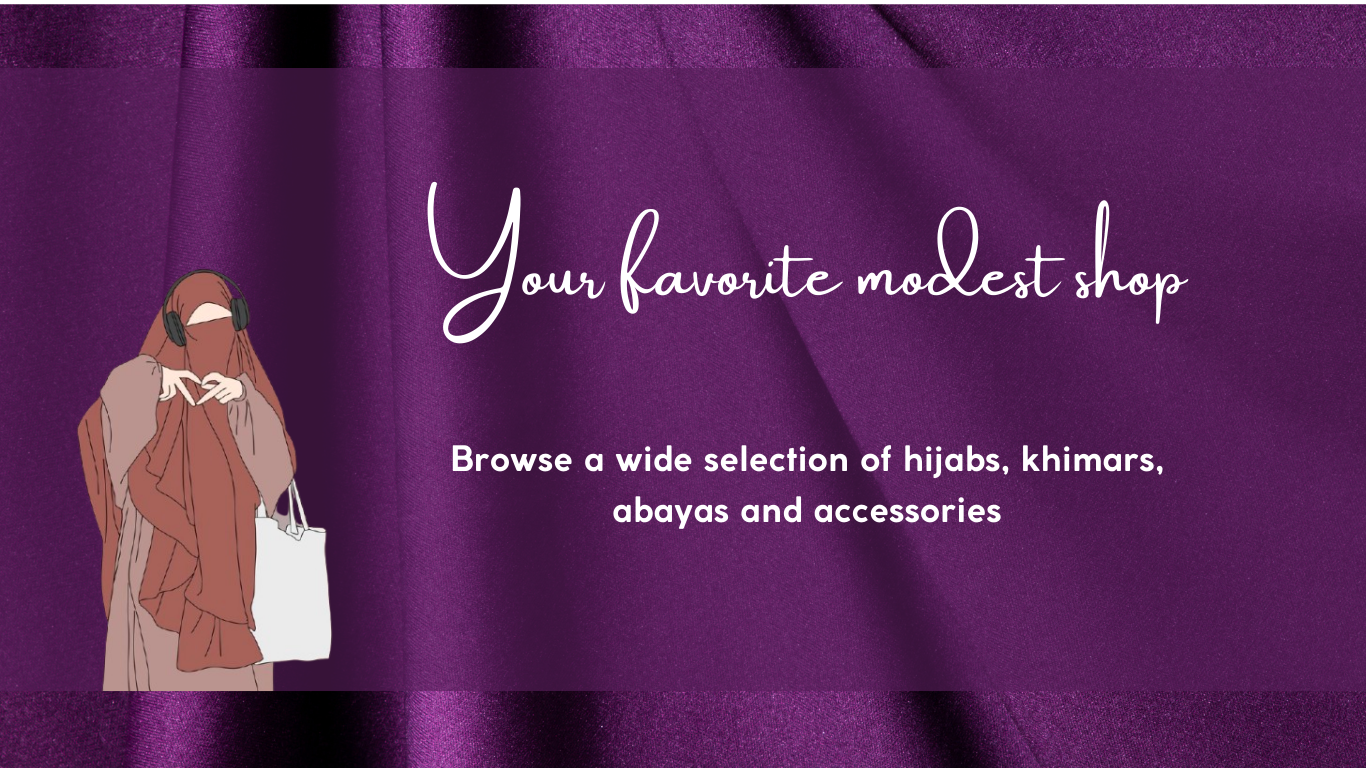 Your favorite modest shop
Browse a wide selection of hijabs, khimars,
abayas and accessories